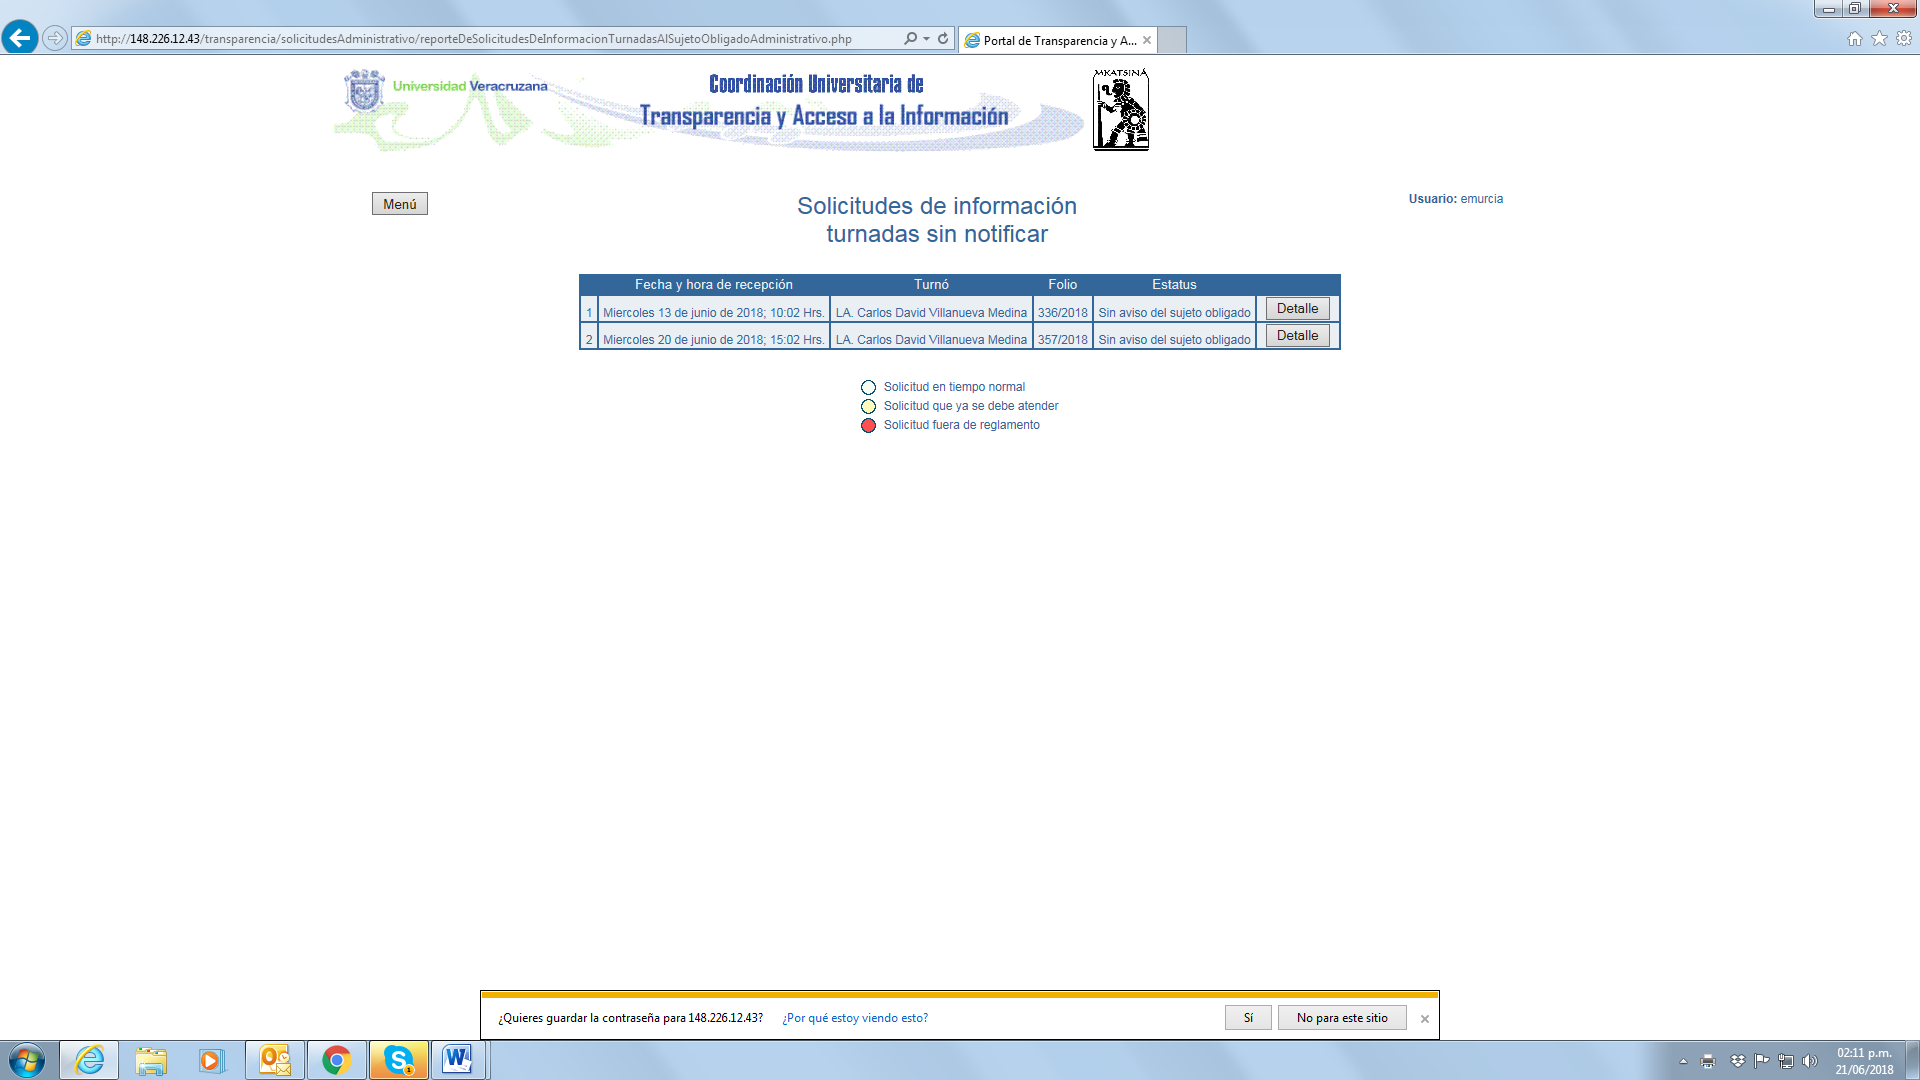 http://148.226.12.43/transparencia/solicitudesAdministrativo/reporteDeSolicitudesDeInformacionTurnadasAlSujetoObligadoAdministrativo.php
Portal de Transparencia y A...
Universidad Veracruzana
Coordinación Universitaria de
Transparencia y Acceso a la Información
MKATSINÁ
Menú
Solicitudes de información
turnadas sin notificar
Usuario: emurcia
Fecha y hora de recepción Turnó Folio Estatus
1 Miercoles 13 de junio de 2018; 10:02 Hrs. LA. Carlos David Villanueva Medina 336/2018 Sin aviso del sujeto obligado Detalle
2 Miercoles 20 de junio de 2018; 15:02 Hrs. LA. Carlos David Villanueva Medina 357/2018 Sin aviso del sujeto obligado Detalle
Solicitud en tiempo normal
Solicitud que ya se debe atender
Solicitud fuera de reglamento
¿Quieres guardar la contraseña para 148.226.12.43? ¿Por qué estoy viendo esto? Sí No para este sitio
02:11 p.m.
21/06/2018